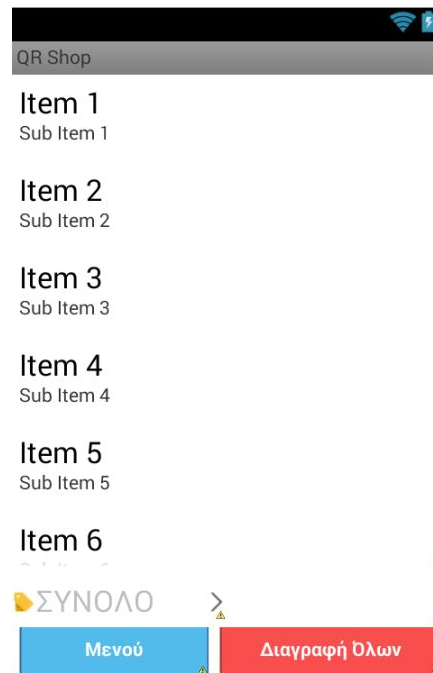 QR Shop
Item 1
Sub Item 1
Item 2
Sub Item 2
Item 3
Sub Item 3
Item 4
Sub Item 4
Item 5
Sub Item 5
Item 6
ΣΥΝΟΛΟ
Μενού
Διαγραφή Όλων